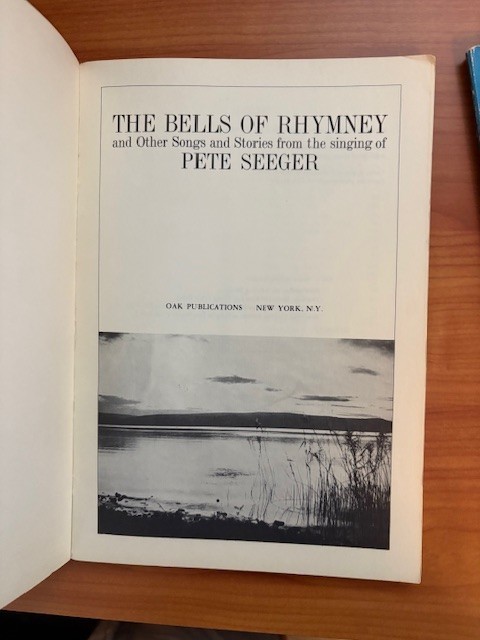 THE BELLS OF RHYMNEY
and Other Songs and Stories from the singing of
PETE SEEGER
OAK PUBLICATIONS NEW YORK, N.Y.